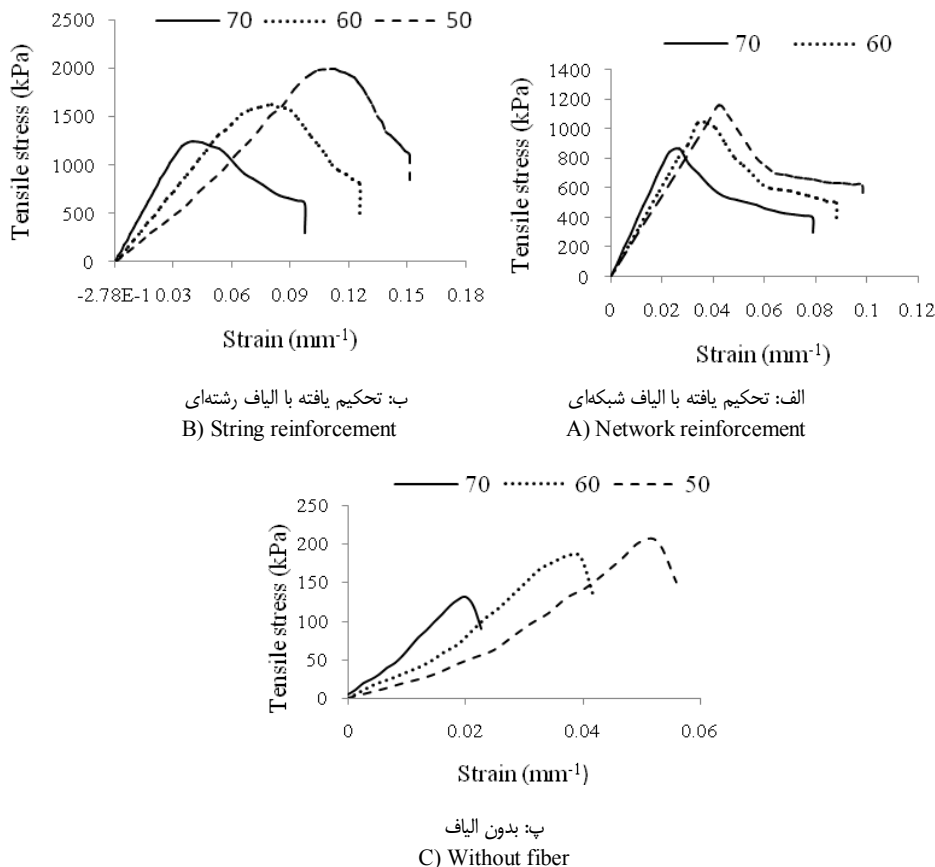 70 60 50
2500
2000
1500
1000
500
0
Tensile stress (kPa)
-2.78E-1 0.03 0.06 0.09 0.12 0.15 0.18
Strain (mm-1)
ب: تحکیم یافته با الیاف رشته‌ای
B) String reinforcement
70 60
1400
1200
1000
800
600
400
200
0
Tensile stress (kPa)
0 0.02 0.04 0.06 0.08 0.1 0.12
Strain (mm-1)
الف: تحکیم یافته با الیاف شبکه‌ای
A) Network reinforcement
70 60 50
250
200
150
100
50
0
Tensile stress (kPa)
0 0.02 0.04 0.06
Strain (mm-1)
پ: بدون الیاف
C) Without fiber